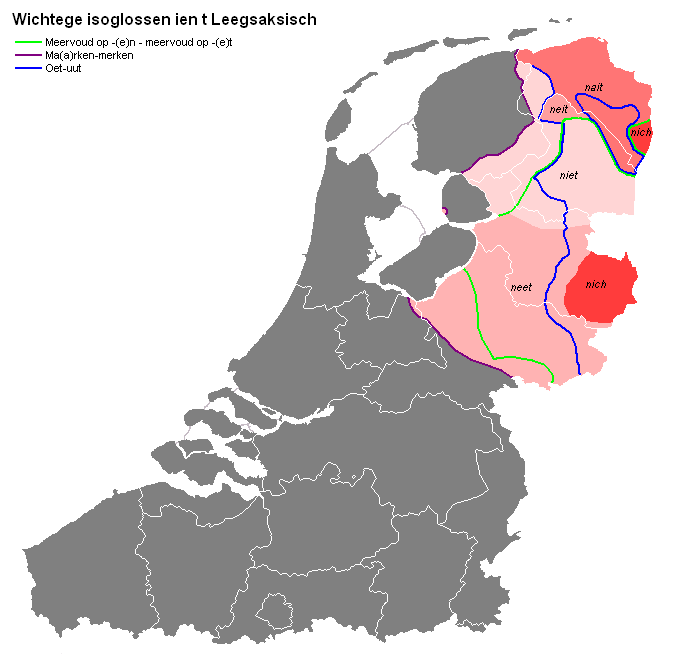 Wichtege isoglossen ien t Leegsaksisch
Meervoud op -(e)n - meervoud op -(e)t
Ma(a)rken-merken
Oet-uut
nait
neit
nich
niet
neet
nich